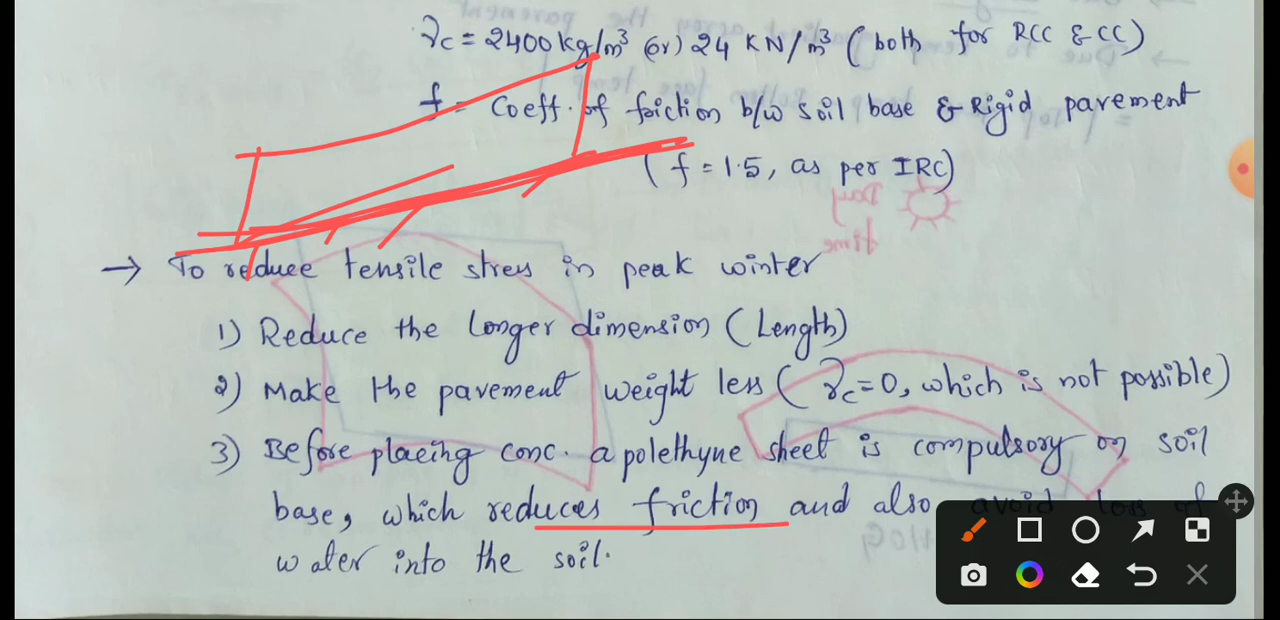 γc = 2400 kg/m³ (or) 24 KN/m³ (both for RCC & CC)
f = Coeff. of friction b/w soil base & Rigid pavement
(f = 1.5, as per IRC)
→ To reduce tensile stress in peak winter
1) Reduce the Longer dimension (Length)
2) Make the pavement weight less (γc=0, which is not possible)
3) Before placing conc. a polethyne sheet is compulsory on soil
base, which reduces friction and also avoid loss of
water into the soil.